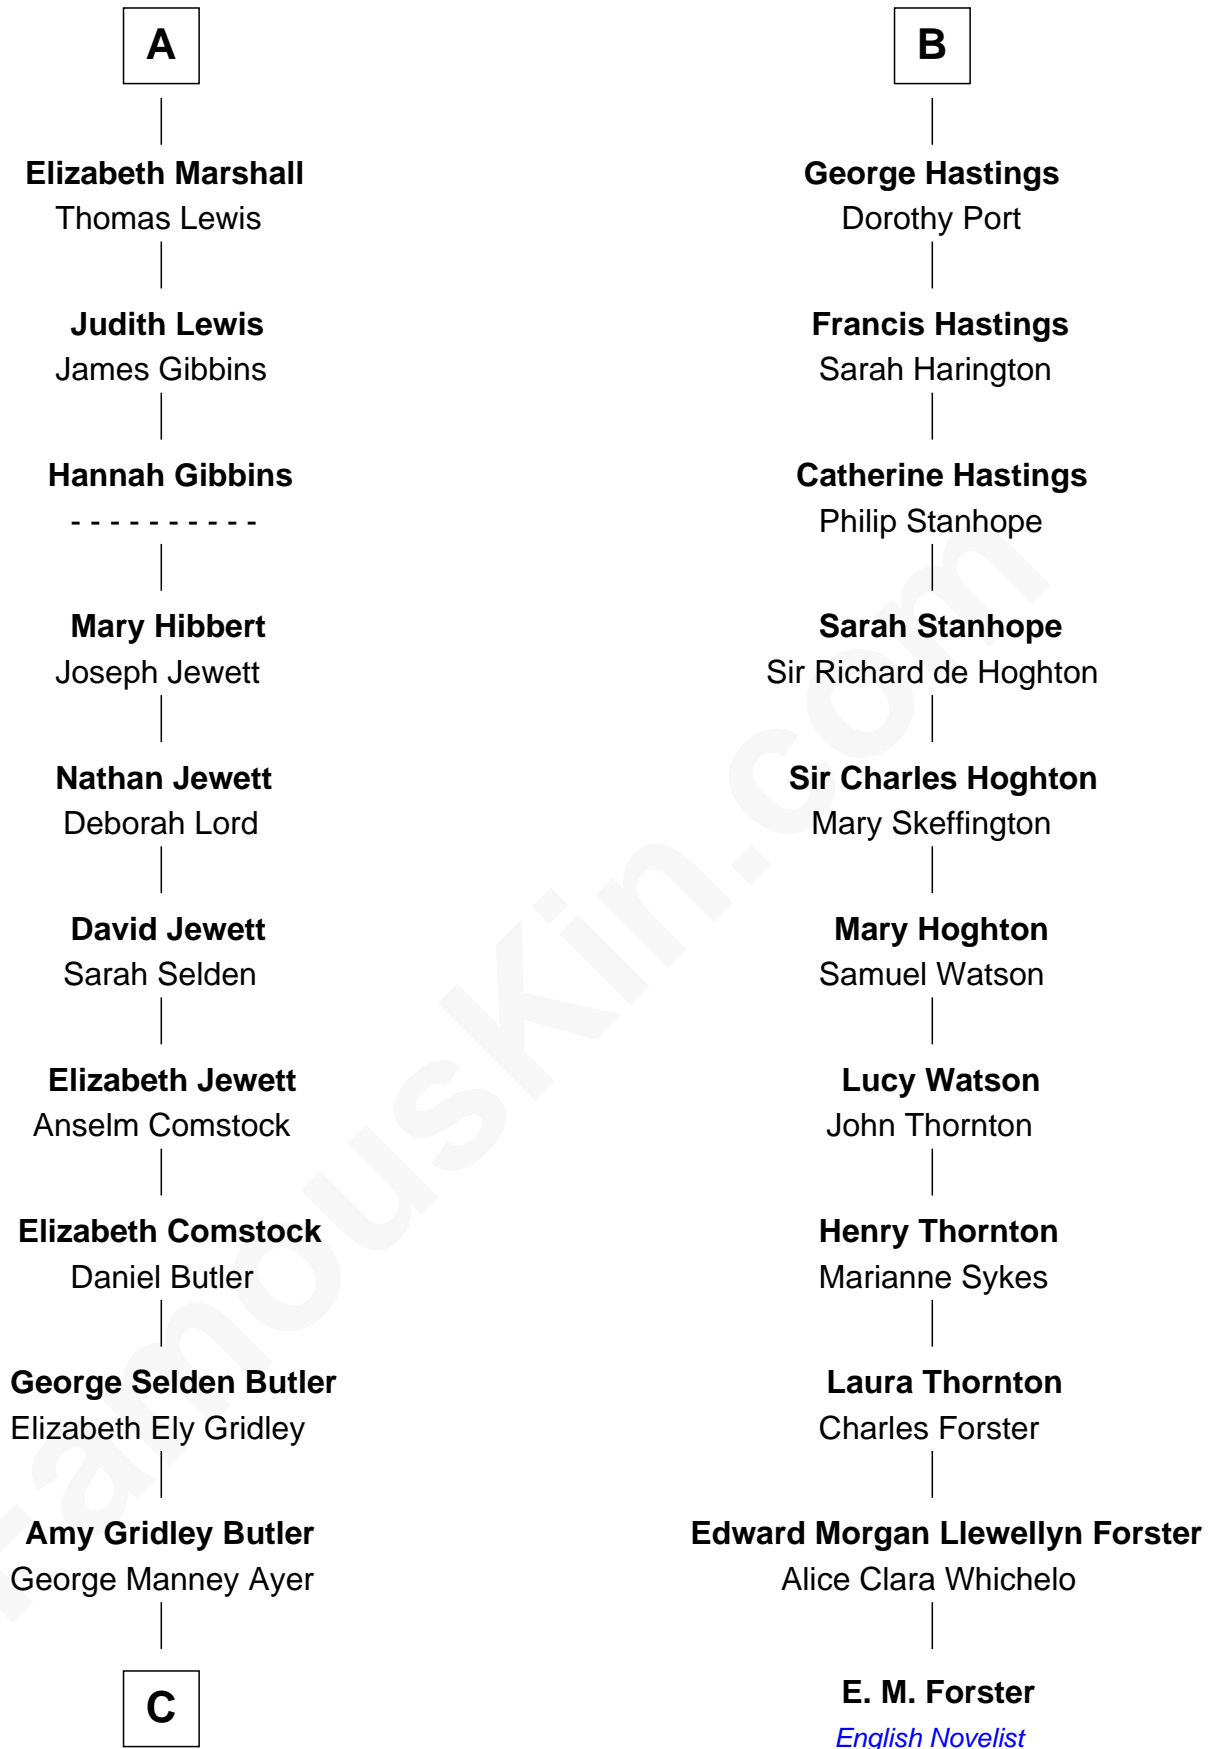 A
Elizabeth Marshall
Thomas Lewis
Judith Lewis
James Gibbins
Hannah Gibbins
- - - - - - - - - -
Mary Hibbert
Joseph Jewett
Nathan Jewett
Deborah Lord
David Jewett
Sarah Selden
Elizabeth Jewett
Anselm Comstock
Elizabeth Comstock
Daniel Butler
George Selden Butler
Elizabeth Ely Gridley
Amy Gridley Butler
George Manney Ayer
C
B
George Hastings
Dorothy Port
Francis Hastings
Sarah Harington
Catherine Hastings
Philip Stanhope
Sarah Stanhope
Sir Richard de Hoghton
Sir Charles Hoghton
Mary Skeffington
Mary Hoghton
Samuel Watson
Lucy Watson
John Thornton
Henry Thornton
Marianne Sykes
Laura Thornton
Charles Forster
Edward Morgan Llewellyn Forster
Alice Clara Whichelo
E. M. Forster
English Novelist
FamousKin.com